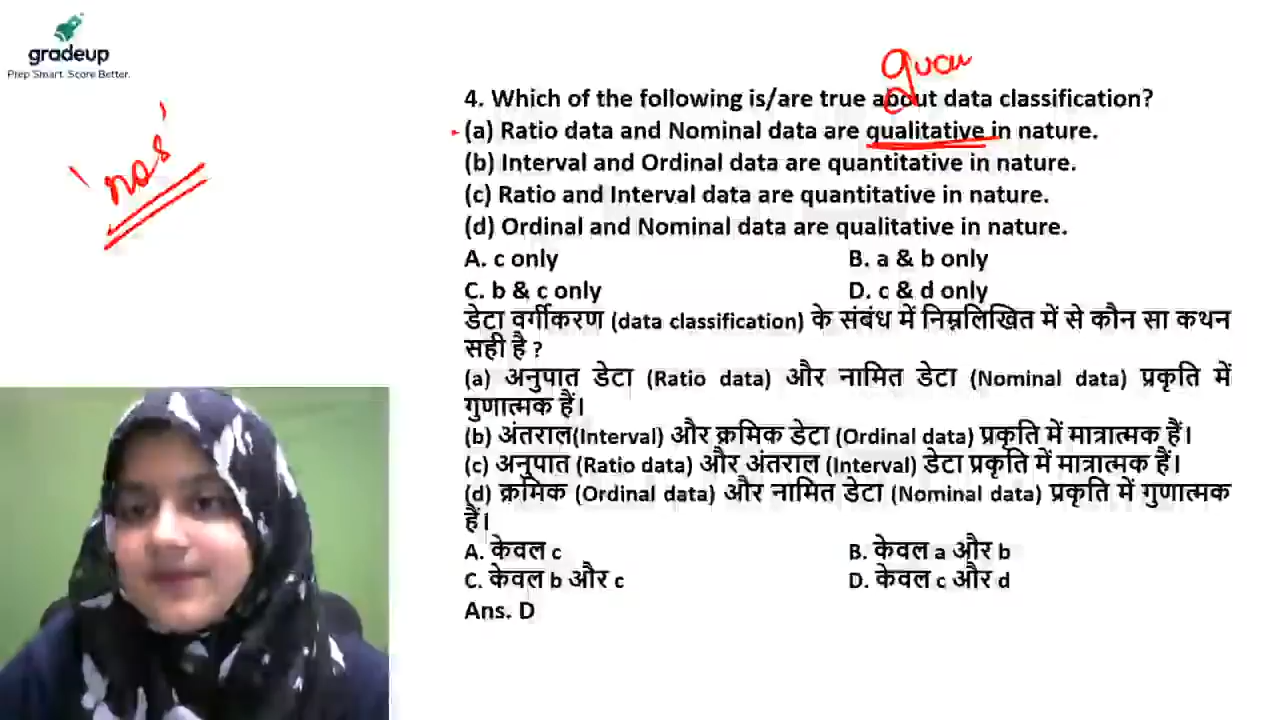 gradeup
Prep Smart. Score Better.
quan
'nos'
4. Which of the following is/are true about data classification?
(a) Ratio data and Nominal data are qualitative in nature.
(b) Interval and Ordinal data are quantitative in nature.
(c) Ratio and Interval data are quantitative in nature.
(d) Ordinal and Nominal data are qualitative in nature.
A. c only B. a & b only
C. b & c only D. c & d only
डेटा वर्गीकरण (data classification) के संबंध में निम्नलिखित में से कौन सा कथन
सही है ?
(a) अनुपात डेटा (Ratio data) और नामित डेटा (Nominal data) प्रकृति में
गुणात्मक हैं।
(b) अंतराल(Interval) और क्रमिक डेटा (Ordinal data) प्रकृति में मात्रात्मक हैं।
(c) अनुपात (Ratio data) और अंतराल (Interval) डेटा प्रकृति में मात्रात्मक हैं।
(d) क्रमिक (Ordinal data) और नामित डेटा (Nominal data) प्रकृति में गुणात्मक
हैं।
A. केवल c B. केवल a और b
C. केवल b और c D. केवल c और d
Ans. D